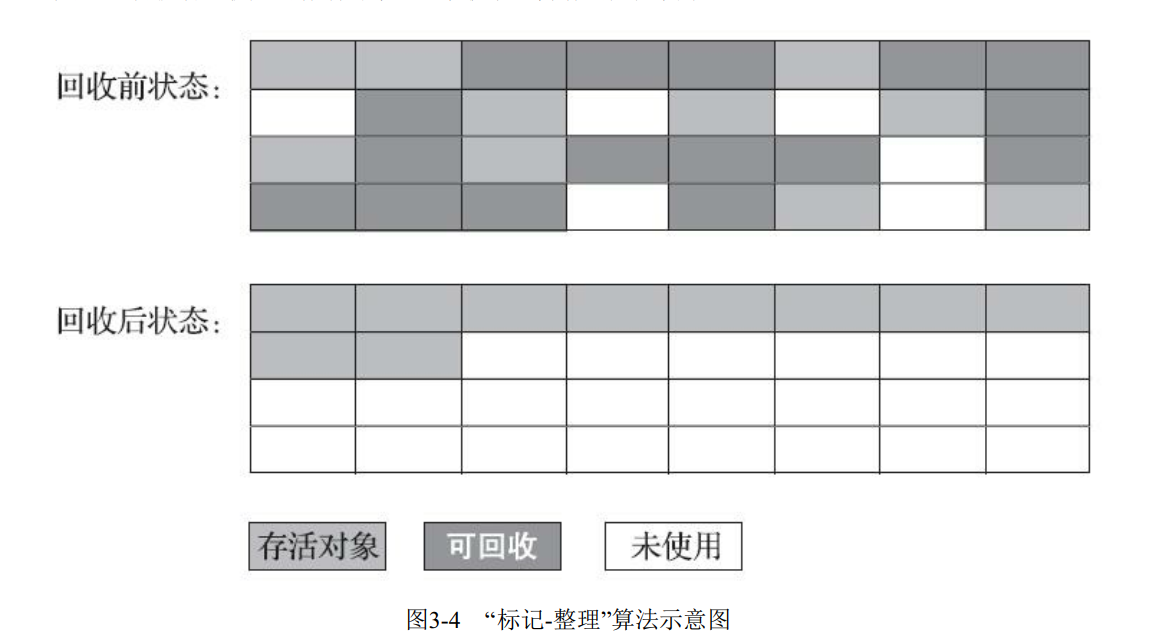 回收前状态：
回收后状态：
存活对象
可回收
未使用
图3-4 “标记-整理”算法示意图